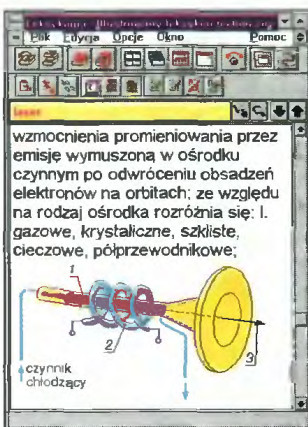 Plik Edycja Opcje Okno Pomoc
laser
wzmocnienia promieniowania przez
emisję wymuszoną w ośrodku
czynnym po odwróceniu obsadzeń
elektronów na orbitach; ze względu
na rodzaj ośrodka rozróżnia się: l.
gazowe, krystaliczne, szkliste,
cieczowe, półprzewodnikowe;
1
2
3
czynnik
chłodzący